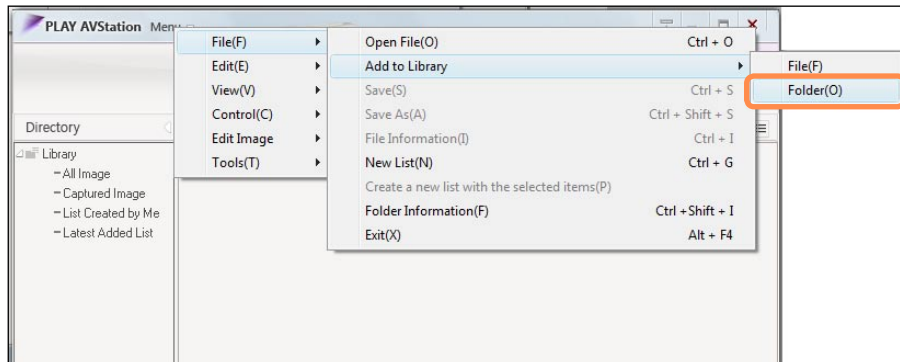 PLAY AVStation Menu
File(F)
Edit(E)
View(V)
Control(C)
Edit Image
Tools(T)
Open File(O) Ctrl + O
Add to Library
Save(S) Ctrl + S
Save As(A) Ctrl + Shift + S
File Information(I) Ctrl + I
New List(N) Ctrl + G
Create a new list with the selected items(P)
Folder Information(F) Ctrl +Shift + I
Exit(X) Alt + F4
File(F)
Folder(O)
Directory
Library
All Image
Captured Image
List Created by Me
Latest Added List